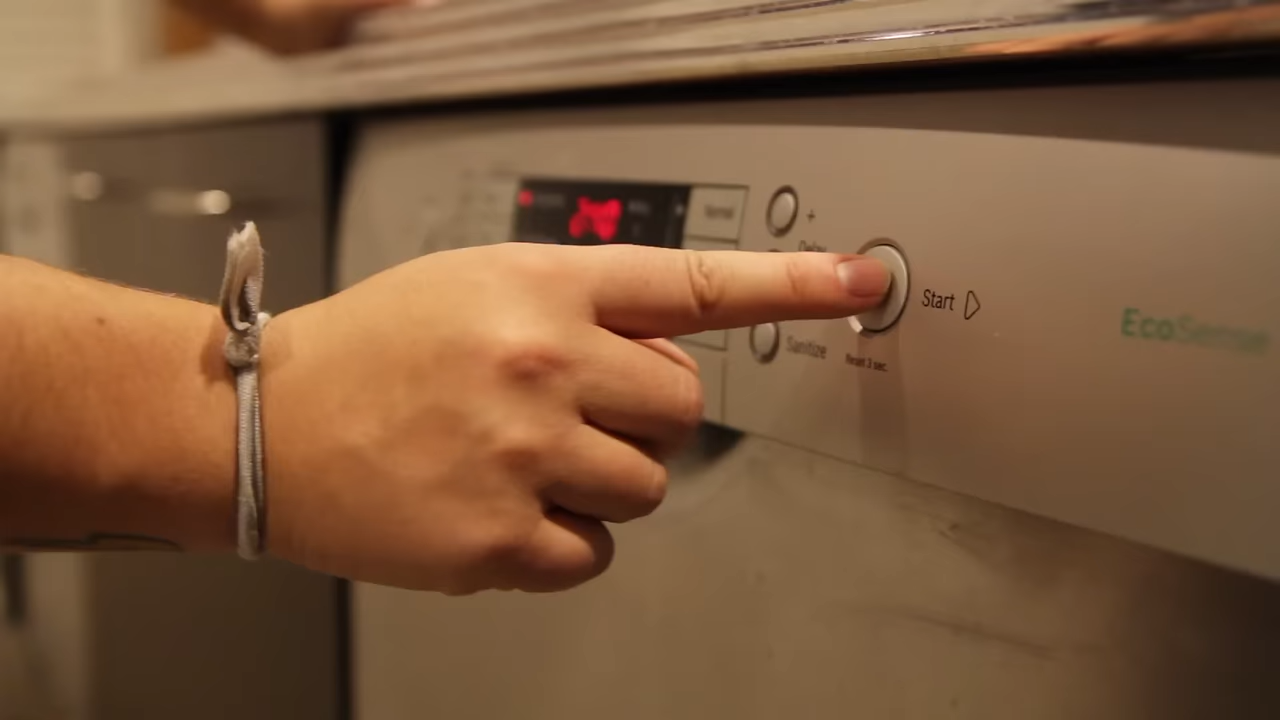 Normal
+
Delay
Start
Sanitize
Reset 3 sec.
EcoSense